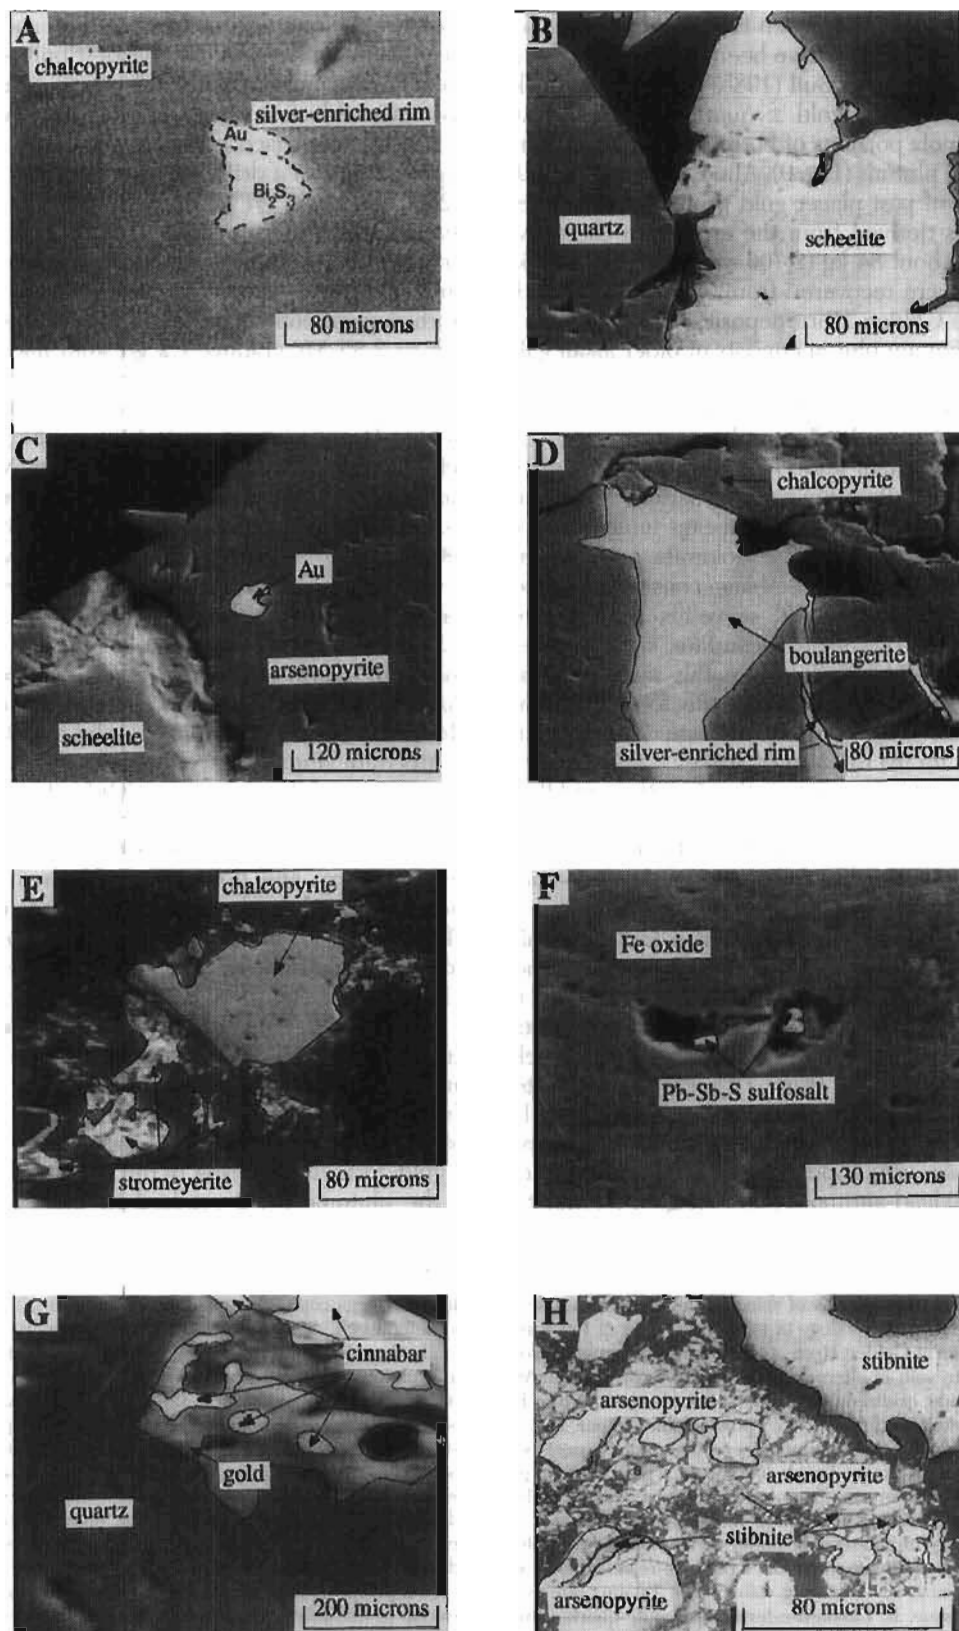 A
chalcopyrite
silver-enriched rim
Au
Bi2S3
80 microns
B
quartz
scheelite
80 microns
C
Au
arsenopyrite
scheelite
120 microns
D
chalcopyrite
boulangerite
silver-enriched rim
80 microns
E
chalcopyrite
stromeyerite
80 microns
F
Fe oxide
Pb-Sb-S sulfosalt
130 microns
G
cinnabar
gold
quartz
200 microns
H
stibnite
arsenopyrite
arsenopyrite
stibnite
arsenopyrite
80 microns